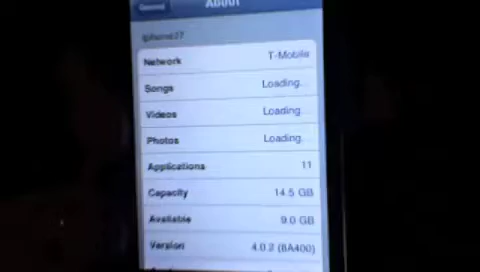 General
About
Network T-Mobile
Songs Loading...
Videos Loading...
Photos Loading...
Applications 11
Capacity 14.5 GB
Available 9.0 GB
Version 4.0.2 (8A400)